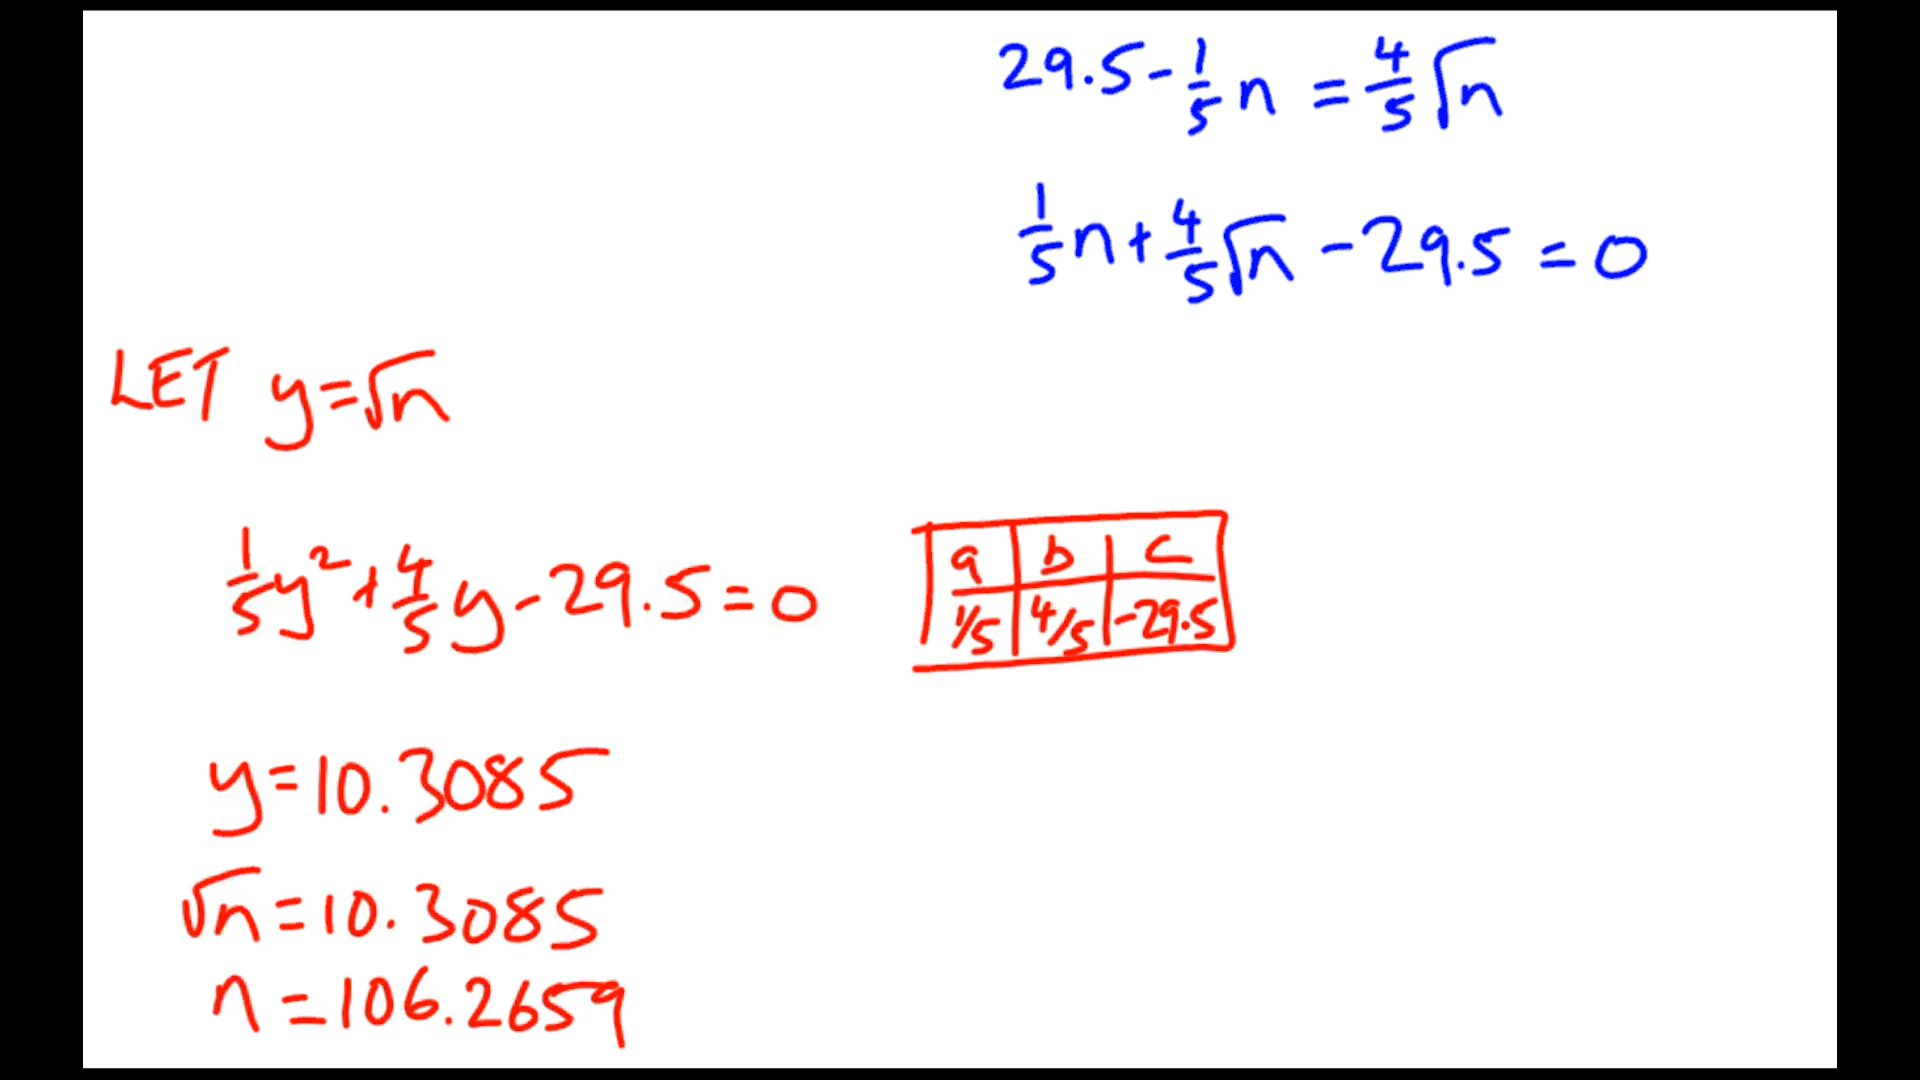 29.5 - 1/5 n = 4/5 √n
1/5 n + 4/5 √n - 29.5 = 0
LET y = √n
1/5 y² + 4/5 y - 29.5 = 0
a b c
1/5 4/5 -29.5
y = 10.3085
√n = 10.3085
n = 106.2659